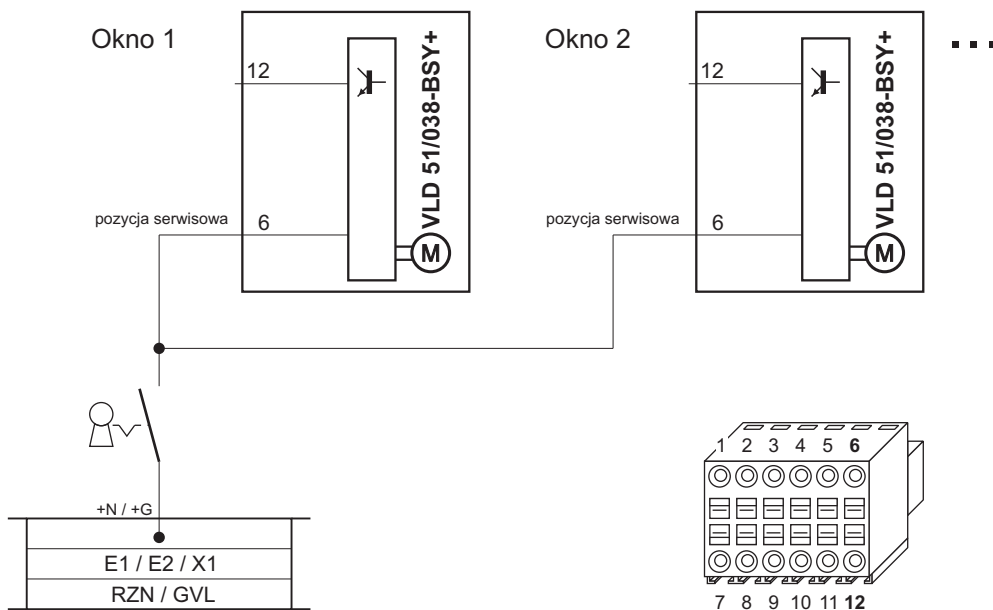 Okno 1
12
VLD 51/038-BSY+
pozycja serwisowa
6
M
Okno 2
12
VLD 51/038-BSY+
pozycja serwisowa
6
M
+N / +G
E1 / E2 / X1
RZN / GVL
1 2 3 4 5 6
7 8 9 10 11 12